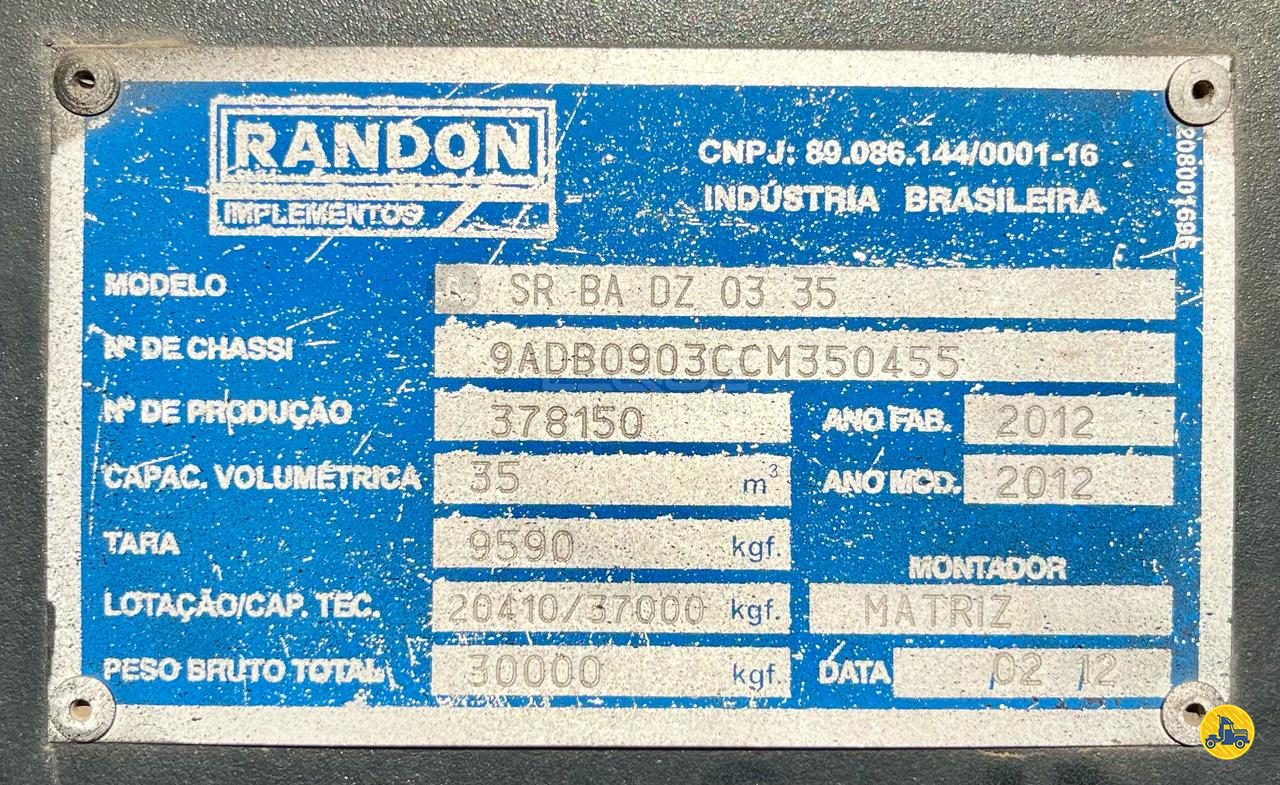 RANDON
IMPLEMENTOS
CNPJ: 89.086.144/0001-16
INDÚSTRIA BRASILEIRA
208001696
MODELO SR BA DZ 03 35
Nº DE CHASSI 9ADB0903CCM350455
Nº DE PRODUÇÃO 378150 ANO FAB. 2012
CAPAC. VOLUMÉTRICA 35 m³ ANO MOD. 2012
TARA 9590 kgf.
MONTADOR
LOTAÇÃO/CAP. TEC. 20410/37000 kgf. MATRIZ
PESO BRUTO TOTAL 30000 kgf. DATA /02 /12